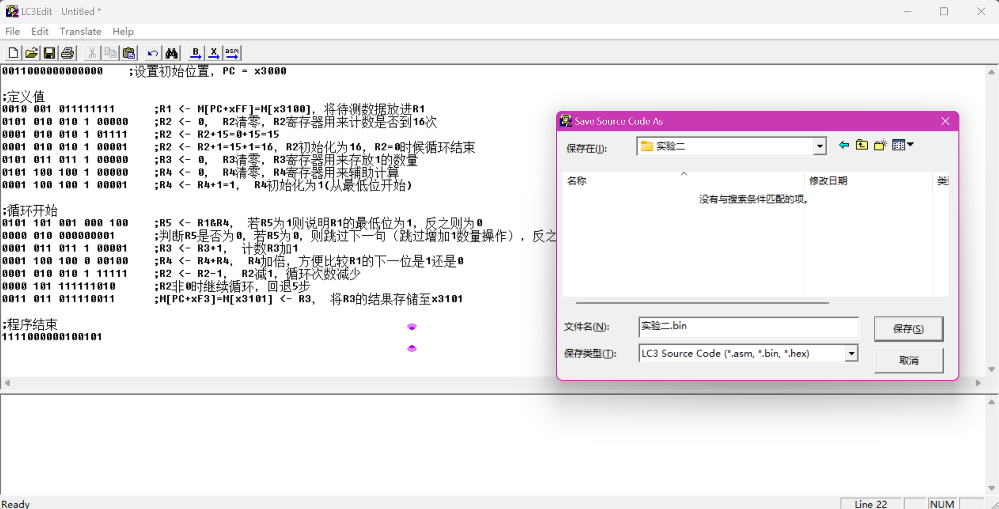 LC3Edit - Untitled *
File Edit Translate Help
B X asm
0011000000000000 ;设置初始位置，PC = x3000
;定义值
0010 001 011111111 ;R1 <- M[PC+xFF]=M[x3100]，将待测数据放进R1
0101 010 010 1 00000 ;R2 <- 0， R2清零，R2寄存器用来计数是否到16次
0001 010 010 1 01111 ;R2 <- R2+15=0+15=15
0001 010 010 1 00001 ;R2 <- R2+1=15+1=16，R2初始化为16，R2=0时候循环结束
0101 011 011 1 00000 ;R3 <- 0， R3清零，R3寄存器用来存放1的数量
0101 100 100 1 00000 ;R4 <- 0， R4清零，R4寄存器用来辅助计算
0001 100 100 1 00001 ;R4 <- R4+1=1， R4初始化为1(从最低位开始)
;循环开始
0101 101 001 000 100 ;R5 <- R1&R4， 若R5为1则说明R1的最低位为1，反之则为0
0000 010 000000001 ;判断R5是否为0，若R5为0，则跳过下一句（跳过增加1数量操作），反之
0001 011 011 1 00001 ;R3 <- R3+1， 计数R3加1
0001 100 100 0 00100 ;R4 <- R4+R4， R4加倍，方便比较R1的下一位是1还是0
0001 010 010 1 11111 ;R2 <- R2-1， R2减1，循环次数减少
0000 101 111111010 ;R2非0时继续循环，回退5步
0011 011 011110011 ;M[PC+xF3]=M[x3101] <- R3， 将R3的结果存储至x3101
;程序结束
1111000000100101
Save Source Code As
保存在(I):
实验二
名称 修改日期
没有与搜索条件匹配的项。
文件名(N):
实验二.bin
保存(S)
保存类型(T):
LC3 Source Code (*.asm, *.bin, *.hex)
取消
Ready
Line 22
NUM